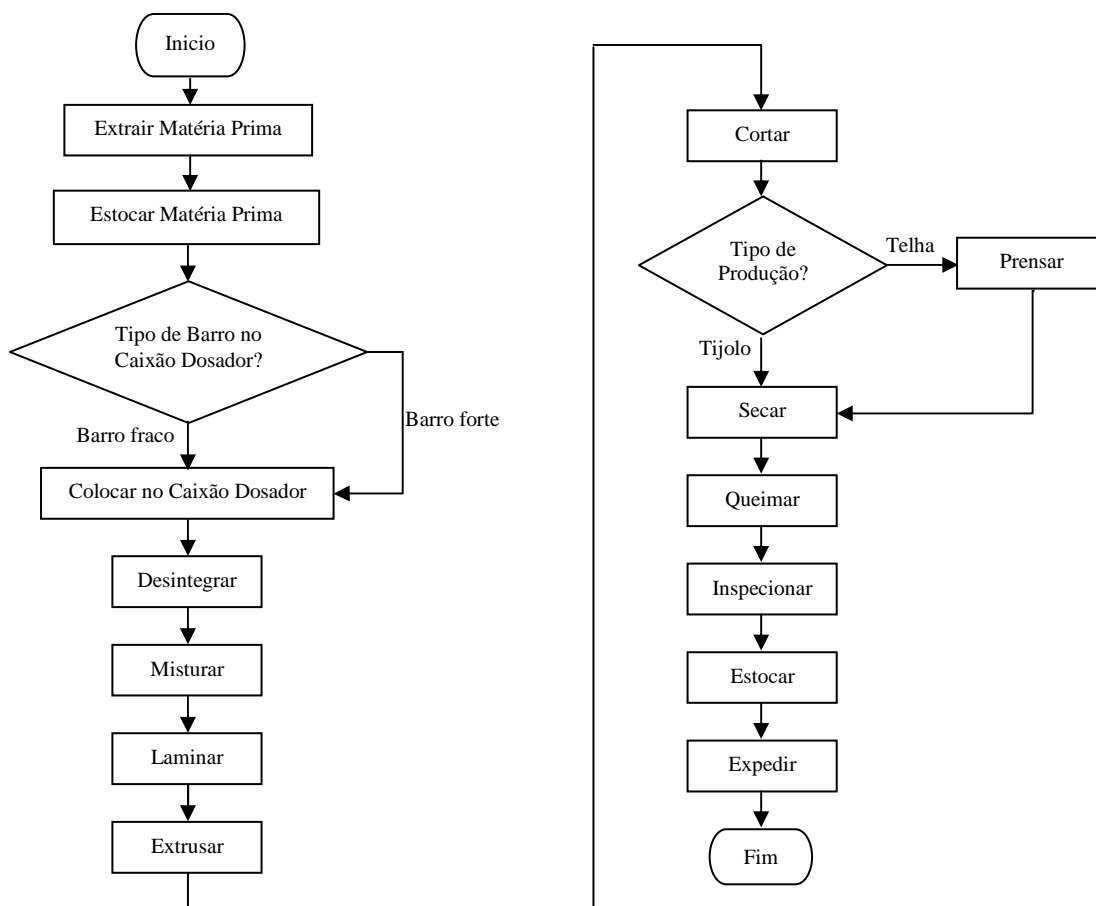 Inicio
Extrair Matéria Prima
Estocar Matéria Prima
Tipo de Barro no
Caixão Dosador?
Barro forte
Barro fraco
Colocar no Caixão Dosador
Desintegrar
Misturar
Laminar
Extrusar
Cortar
Tipo de
Produção?
Telha
Prensar
Tijolo
Secar
Queimar
Inspecionar
Estocar
Expedir
Fim